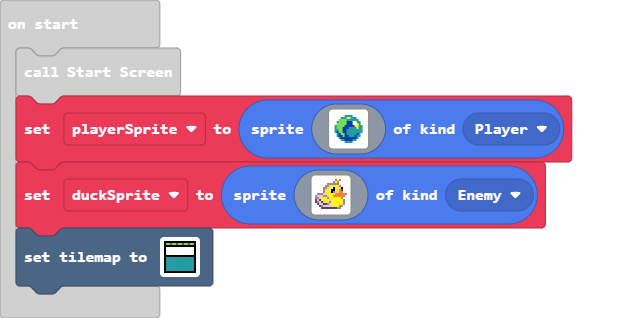 on start
call Start Screen
set playerSprite to sprite of kind Player
set duckSprite to sprite of kind Enemy
set tilemap to